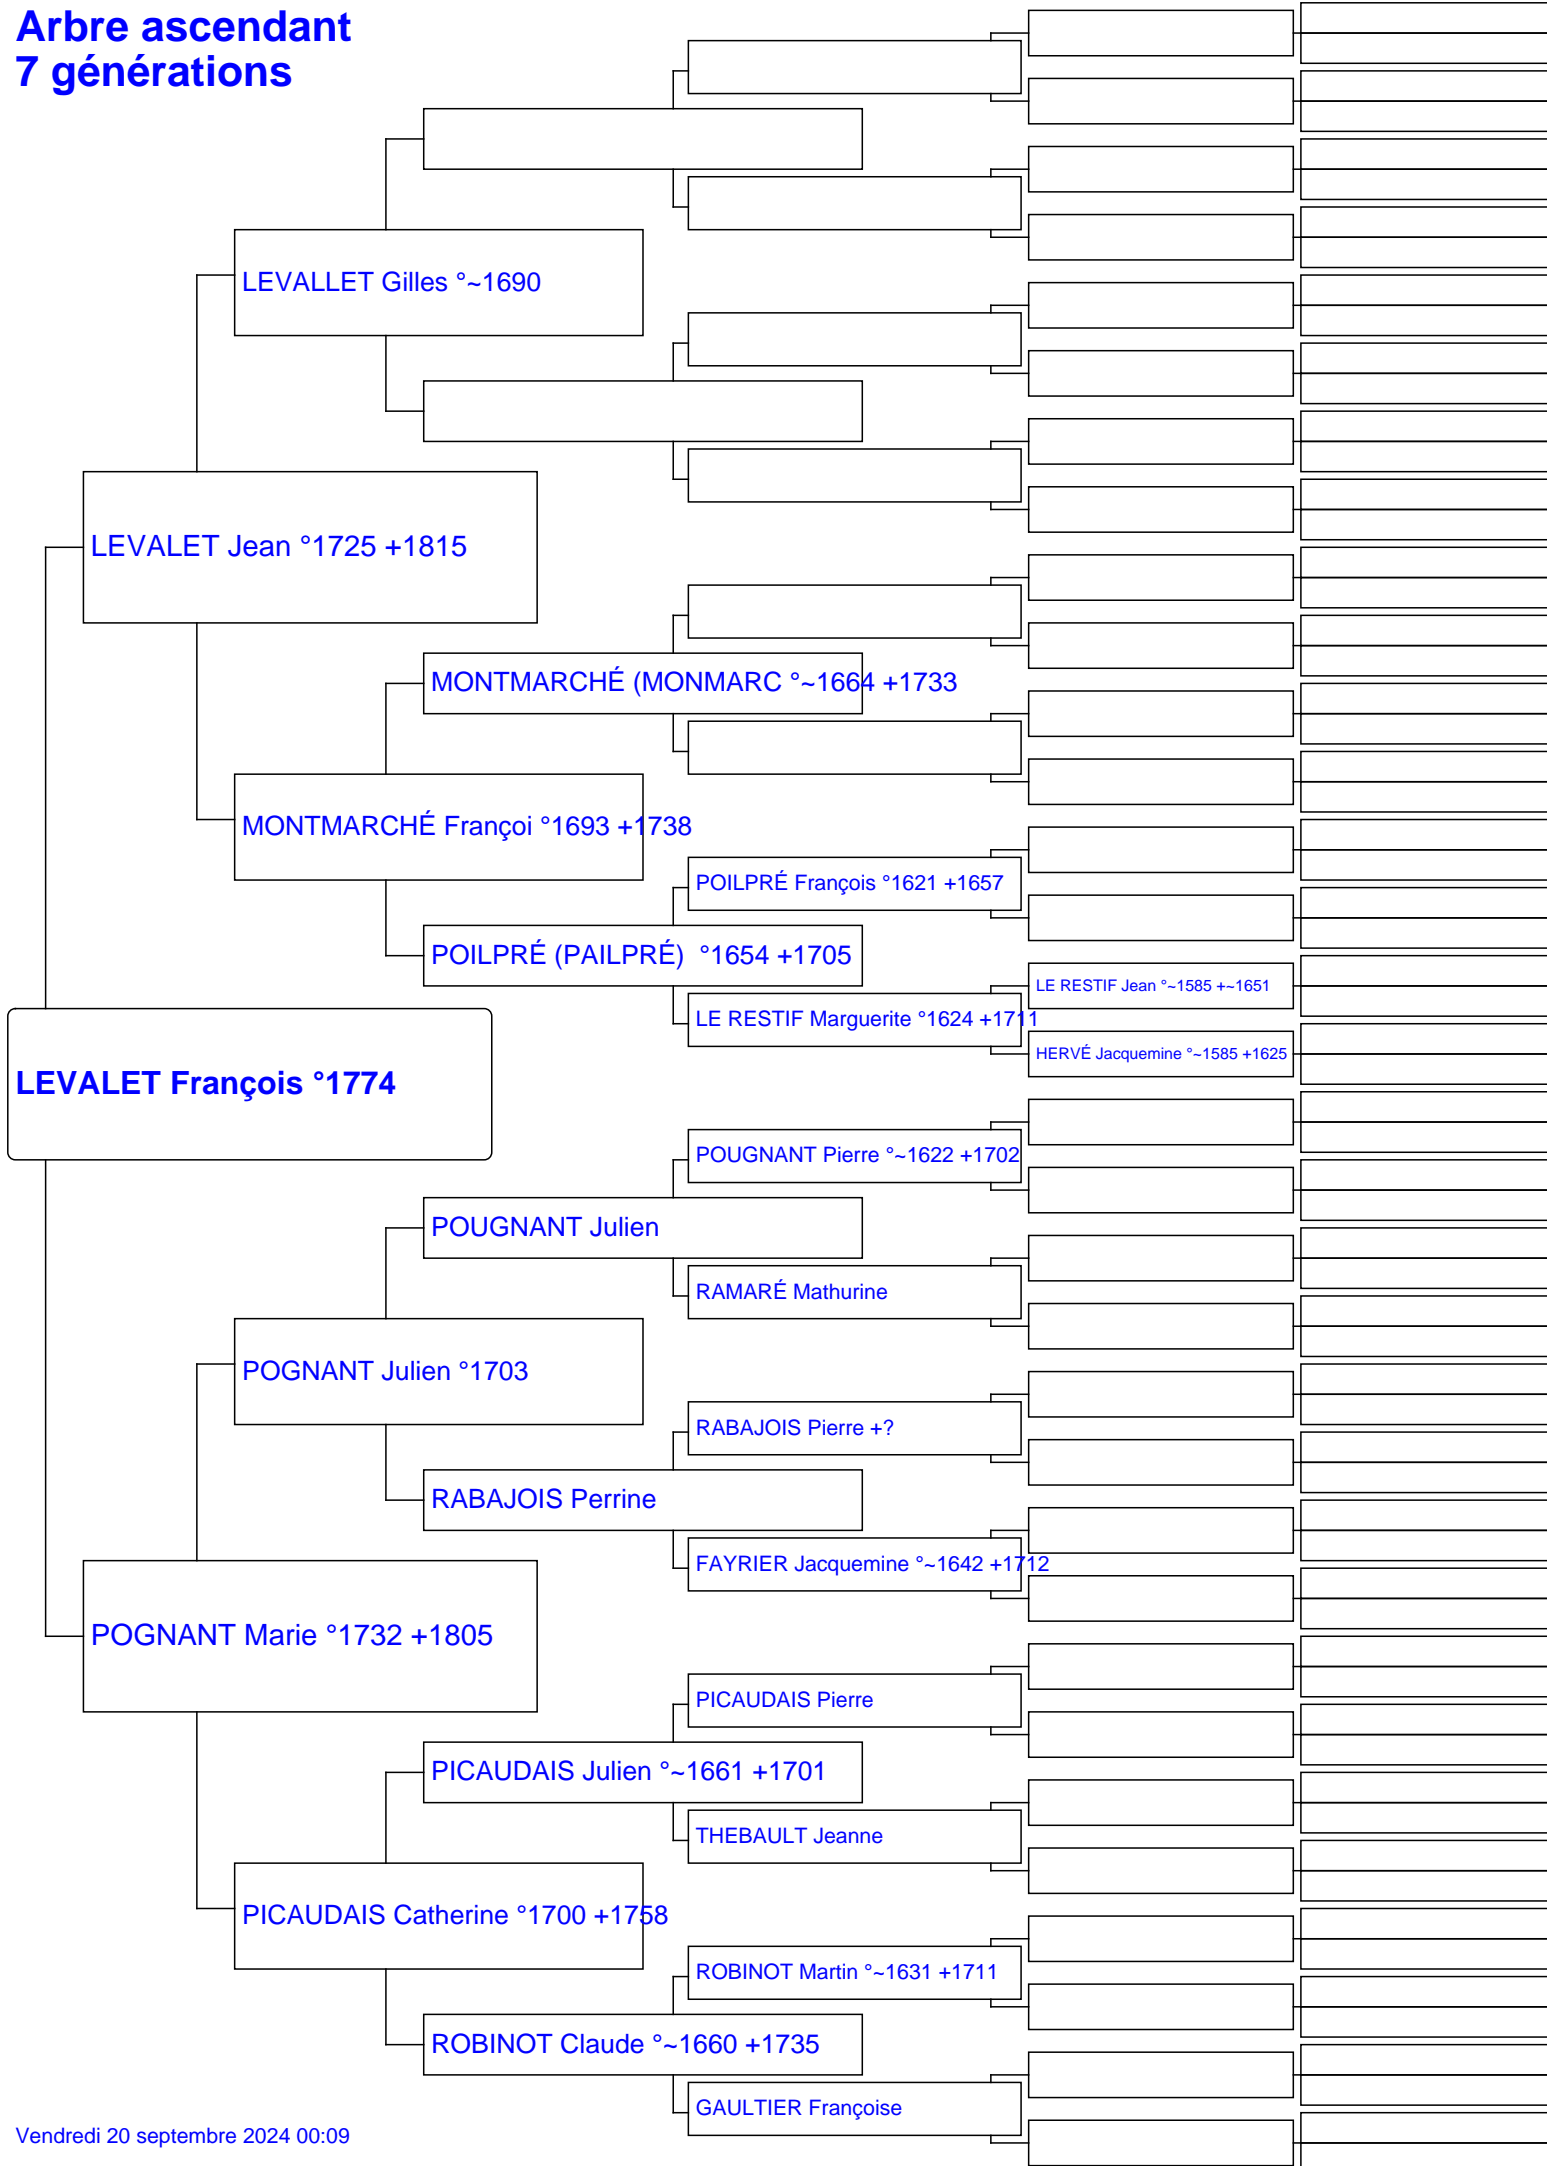 Arbre ascendant
7 générations
LEVALLET Gilles °~1690
LEVALET Jean °1725 +1815
MONTMARCHÉ (MONMARC °~1664 +1733
MONTMARCHÉ Françoi °1693 +1738
POILPRÉ François °1621 +1657
POILPRÉ (PAILPRÉ) °1654 +1705
LE RESTIF Jean °~1585 +~1651
LE RESTIF Marguerite °1624 +1711
HERVÉ Jacquemine °~1585 +1625
LEVALET François °1774
POUGNANT Pierre °~1622 +1702
POUGNANT Julien
RAMARÉ Mathurine
POGNANT Julien °1703
RABAJOIS Pierre +?
RABAJOIS Perrine
FAYRIER Jacquemine °~1642 +1712
POGNANT Marie °1732 +1805
PICAUDAIS Pierre
PICAUDAIS Julien °~1661 +1701
THEBAULT Jeanne
PICAUDAIS Catherine °1700 +1758
ROBINOT Martin °~1631 +1711
ROBINOT Claude °~1660 +1735
GAULTIER Françoise
Vendredi 20 septembre 2024 00:09